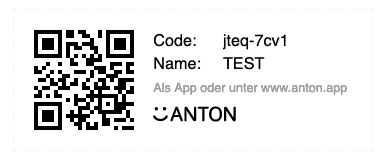 Code: jteq-7cv1
Name: TEST
Als App oder unter www.anton.app
ANTON